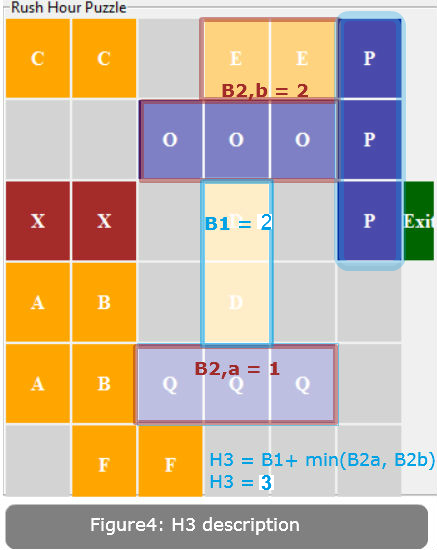 Rush Hour Puzzle
C C E E P
B2,b = 2
O O O P
X X B1 = 2 P Exit
A B D
A B Q Q Q
B2,a = 1
F F
H3 = B1+ min(B2a, B2b)
H3 = 3
Figure4: H3 description